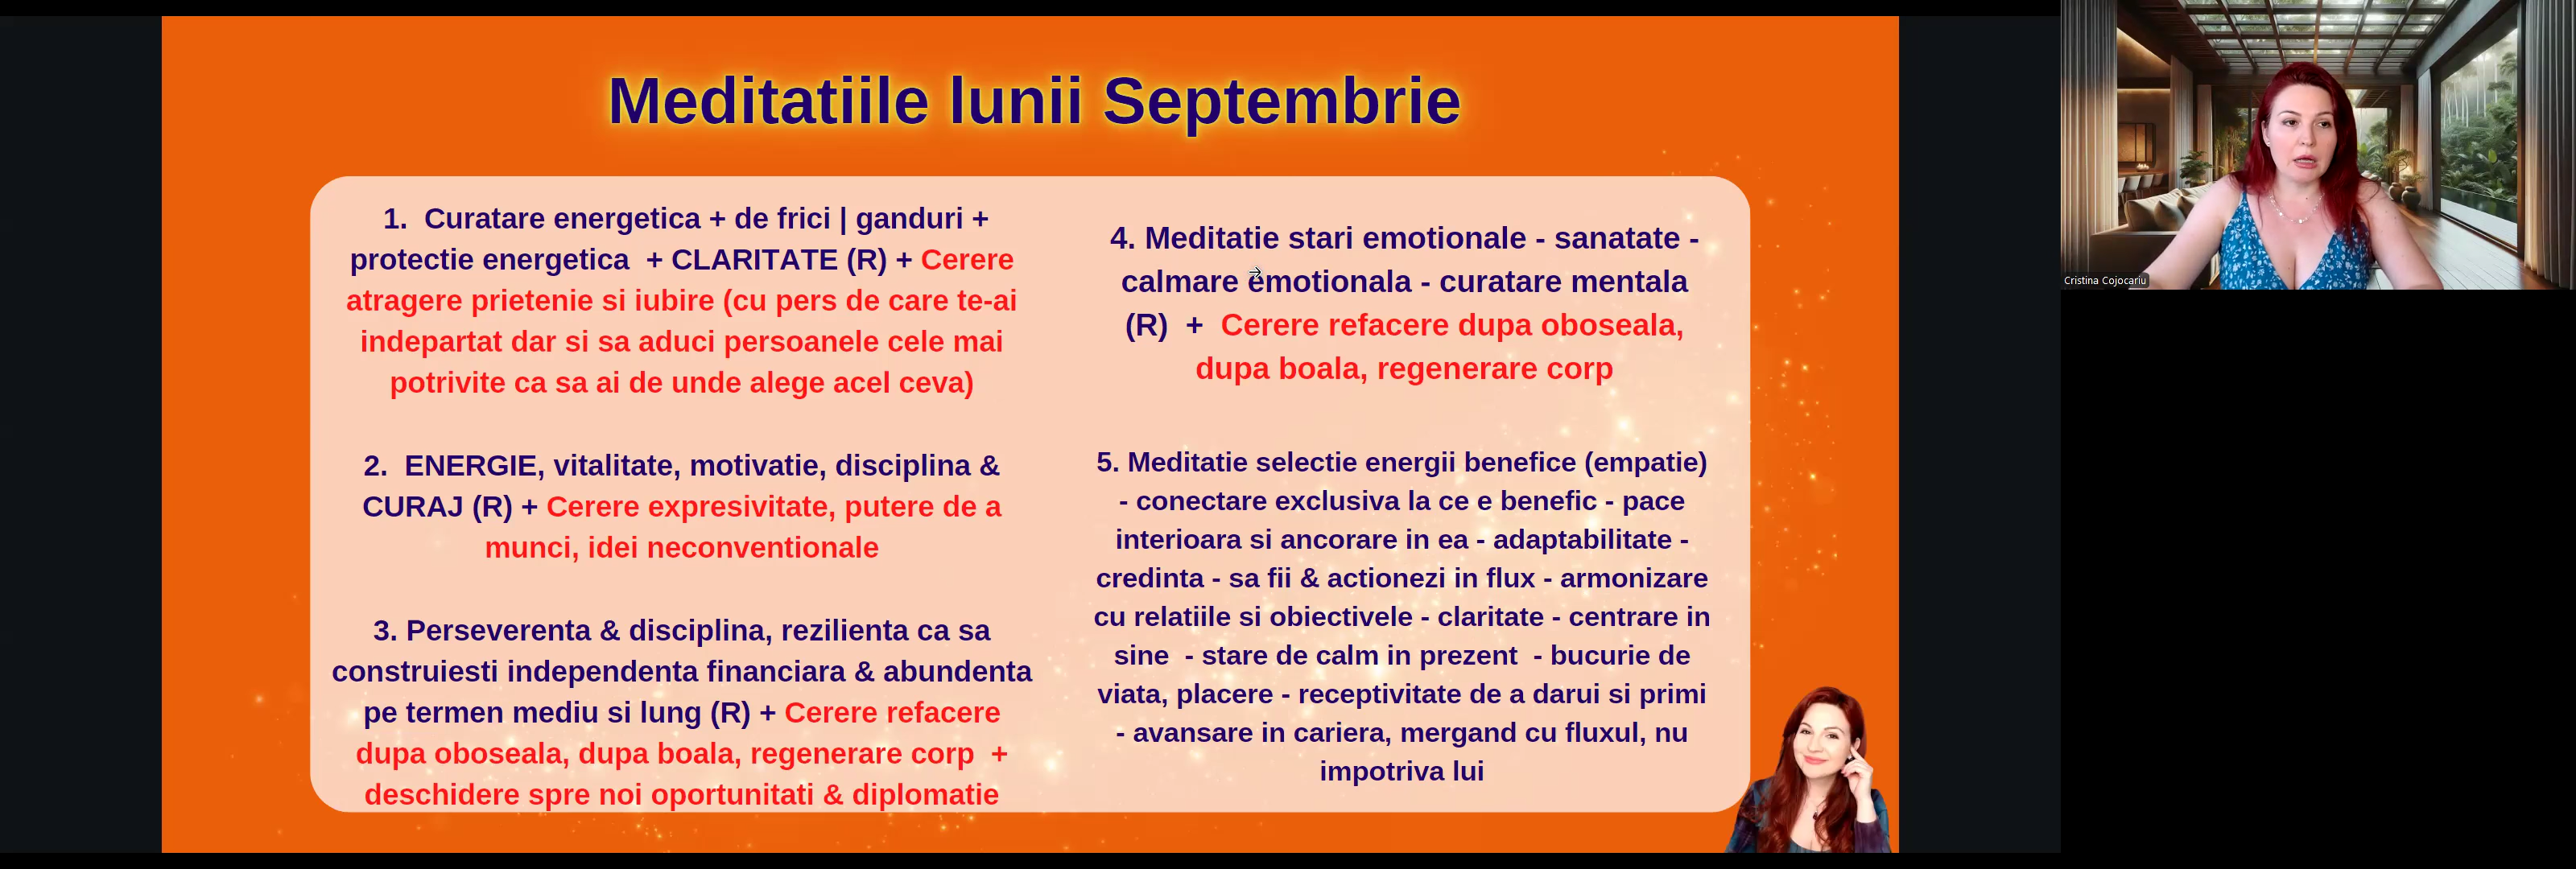 Meditatiile lunii Septembrie
1. Curatare energetica + de frici | ganduri +
protectie energetica + CLARITATE (R) + Cerere
atragere prietenie si iubire (cu pers de care te-ai
indepartat dar si sa aduci persoanele cele mai
potrivite ca sa ai de unde alege acel ceva)
2. ENERGIE, vitalitate, motivatie, disciplina &
CURAJ (R) + Cerere expresivitate, putere de a
munci, idei neconventionale
3. Perseverenta & disciplina, rezilienta ca sa
construiesti independenta financiara & abundenta
pe termen mediu si lung (R) + Cerere refacere
dupa oboseala, dupa boala, regenerare corp +
deschidere spre noi oportunitati & diplomatie
4. Meditatie stari emotionale - sanatate -
calmare emotionala - curatare mentala
(R) + Cerere refacere dupa oboseala,
dupa boala, regenerare corp
5. Meditatie selectie energii benefice (empatie)
- conectare exclusiva la ce e benefic - pace
interioara si ancorare in ea - adaptabilitate -
credinta - sa fii & actionezi in flux - armonizare
cu relatiile si obiectivele - claritate - centrare in
sine - stare de calm in prezent - bucurie de
viata, placere - receptivitate de a darui si primi
- avansare in cariera, mergand cu fluxul, nu
impotriva lui
Cristina Cojocariu